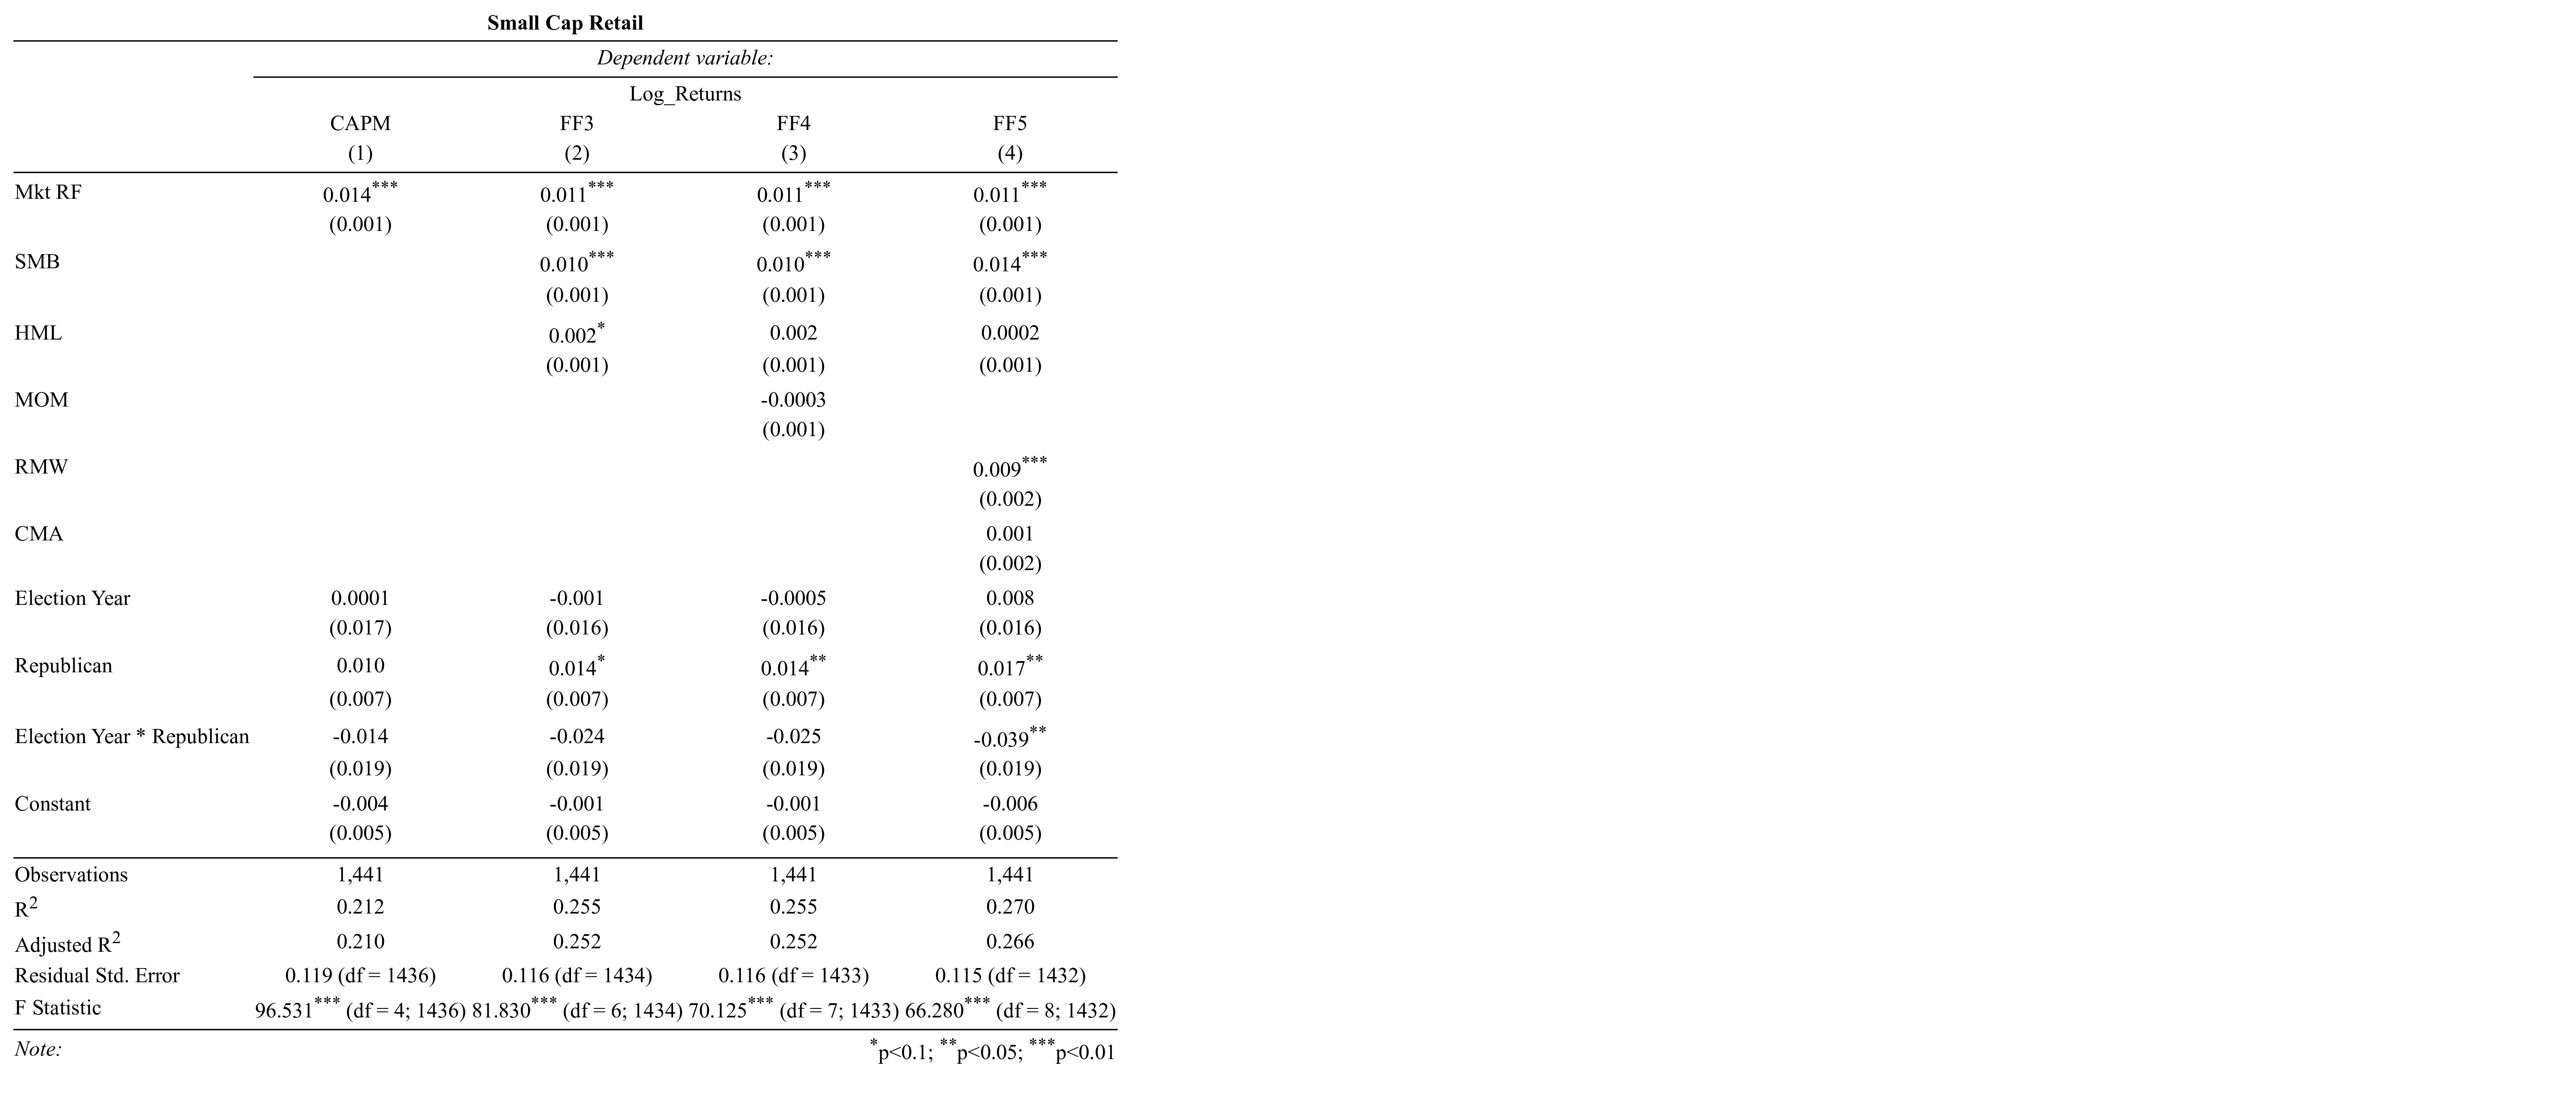 Small Cap Retail
Dependent variable:
Log_Returns
CAPM FF3 FF4 FF5
(1) (2) (3) (4)
Mkt RF 0.014*** 0.011*** 0.011*** 0.011***
(0.001) (0.001) (0.001) (0.001)
SMB 0.010*** 0.010*** 0.014***
(0.001) (0.001) (0.001)
HML 0.002* 0.002 0.0002
(0.001) (0.001) (0.001)
MOM -0.0003
(0.001)
RMW 0.009***
(0.002)
CMA 0.001
(0.002)
Election Year 0.0001 -0.001 -0.0005 0.008
(0.017) (0.016) (0.016) (0.016)
Republican 0.010 0.014* 0.014** 0.017**
(0.007) (0.007) (0.007) (0.007)
Election Year * Republican -0.014 -0.024 -0.025 -0.039**
(0.019) (0.019) (0.019) (0.019)
Constant -0.004 -0.001 -0.001 -0.006
(0.005) (0.005) (0.005) (0.005)
Observations 1,441 1,441 1,441 1,441
R2 0.212 0.255 0.255 0.270
Adjusted R2 0.210 0.252 0.252 0.266
Residual Std. Error 0.119 (df = 1436) 0.116 (df = 1434) 0.116 (df = 1433) 0.115 (df = 1432)
F Statistic 96.531*** (df = 4; 1436) 81.830*** (df = 6; 1434) 70.125*** (df = 7; 1433) 66.280*** (df = 8; 1432)
Note: *p<0.1; **p<0.05; ***p<0.01